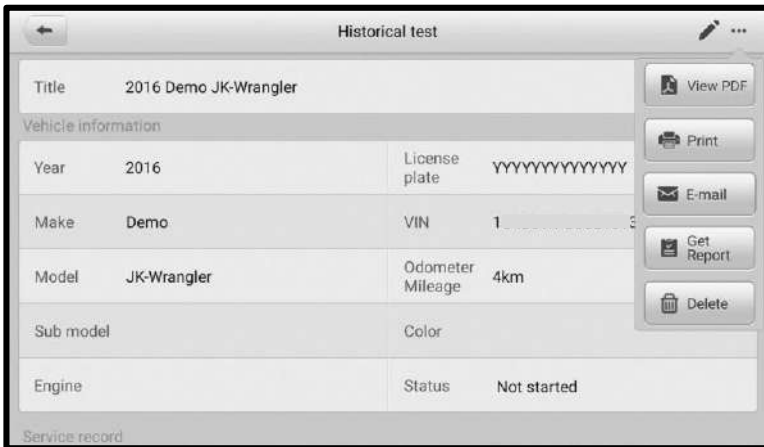 Historical test
Title 2016 Demo JK-Wrangler
View PDF
Vehicle information
Print
Year 2016 License plate YYYYYYYYYYYYYY
E-mail
Make Demo VIN 1 3
Get Report
Model JK-Wrangler Odometer Mileage 4km
Delete
Sub model Color
Engine Status Not started
Service record